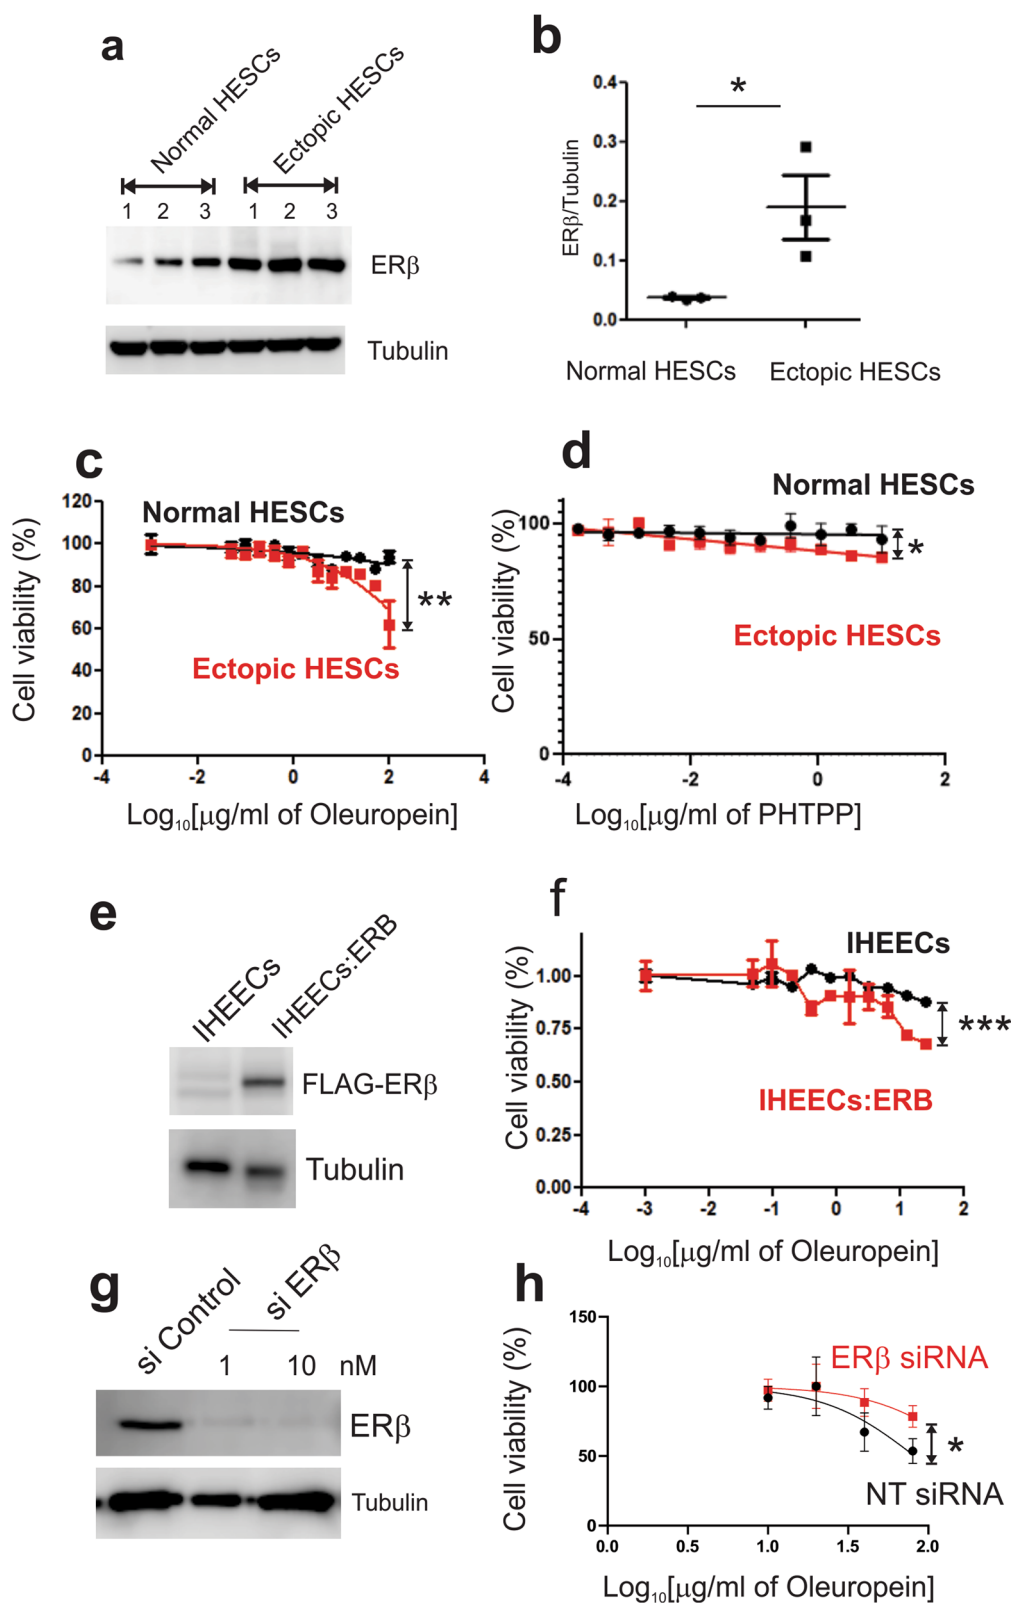 a
Normal HESCs
Ectopic HESCs
1 2 3 1 2 3
ERβ
Tubulin
b
*
0.4
0.3
0.2
0.1
0.0
ERβ/Tubulin
Normal HESCs
Ectopic HESCs
c
120
100
80
60
40
20
0
Cell viability (%)
Normal HESCs
**
Ectopic HESCs
-4 -2 0 2 4
Log10[μg/ml of Oleuropein]
d
Normal HESCs
100
50
0
Cell viability (%)
*
Ectopic HESCs
-4 -2 0 2
Log10[μg/ml of PHTPP]
e
IHEECs
IHEECs:ERB
FLAG-ERβ
Tubulin
f
IHEECs
1.00
0.75
0.50
0.25
0.00
Cell viability (%)
***
IHEECs:ERB
-4 -3 -2 -1 0 1 2
Log10[μg/ml of Oleuropein]
g
si Control
si ERβ
1 10 nM
ERβ
Tubulin
h
150
100
50
0
Cell viability (%)
ERβ siRNA
*
NT siRNA
0.0 0.5 1.0 1.5 2.0
Log10[μg/ml of Oleuropein]